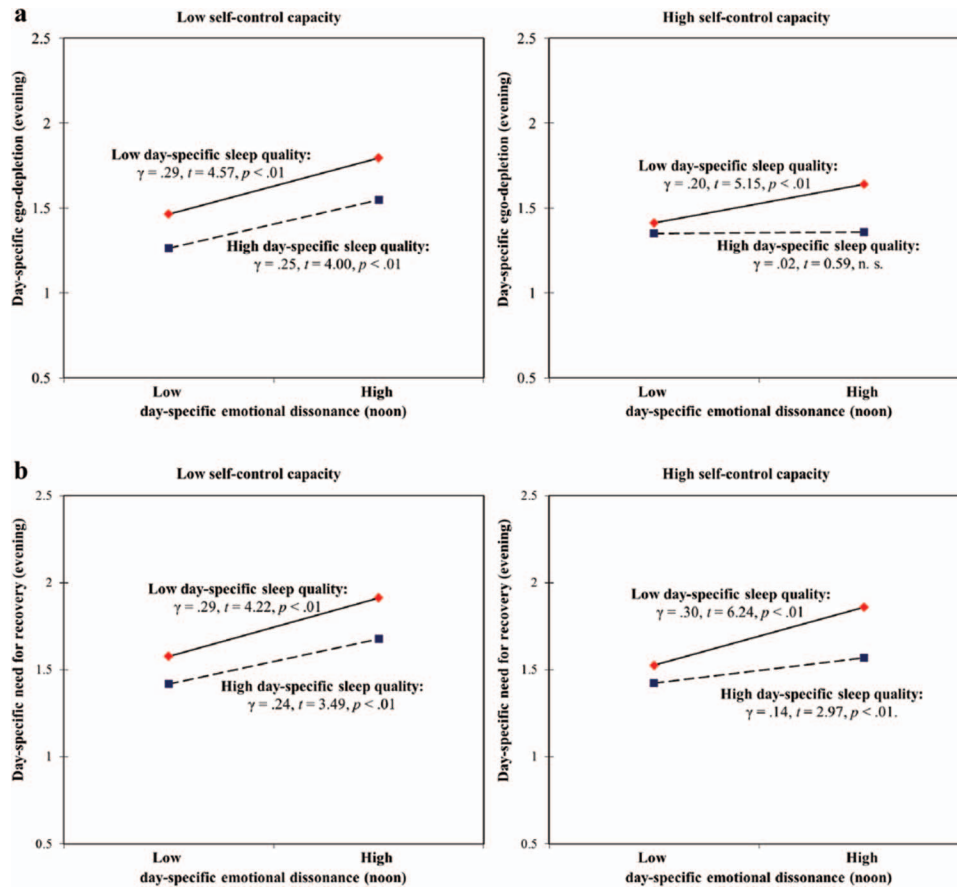 a
Low self-control capacity
High self-control capacity
Day-specific ego-depletion (evening)
2.5
2
1.5
1
0.5
Low day-specific sleep quality:
γ = .29, t = 4.57, p < .01
High day-specific sleep quality:
γ = .25, t = 4.00, p < .01
Low
High
day-specific emotional dissonance (noon)
Day-specific ego-depletion (evening)
2.5
2
1.5
1
0.5
Low day-specific sleep quality:
γ = .20, t = 5.15, p < .01
High day-specific sleep quality:
γ = .02, t = 0.59, n. s.
Low
High
day-specific emotional dissonance (noon)
b
Low self-control capacity
High self-control capacity
Day-specific need for recovery (evening)
2.5
2
1.5
1
0.5
Low day-specific sleep quality:
γ = .29, t = 4.22, p < .01
High day-specific sleep quality:
γ = .24, t = 3.49, p < .01
Low
High
day-specific emotional dissonance (noon)
Day-specific need for recovery (evening)
2.5
2
1.5
1
0.5
Low day-specific sleep quality:
γ = .30, t = 6.24, p < .01
High day-specific sleep quality:
γ = .14, t = 2.97, p < .01.
Low
High
day-specific emotional dissonance (noon)